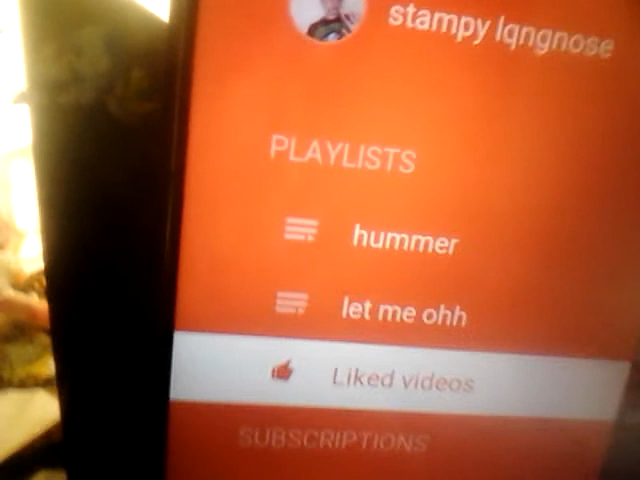 stampy lqngnose
PLAYLISTS
hummer
let me ohh
Liked videos
SUBSCRIPTIONS